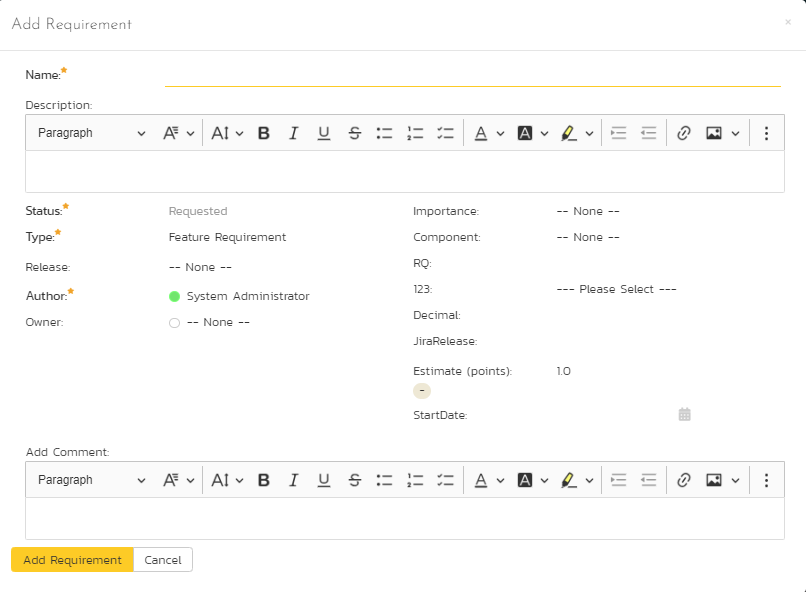 Add Requirement
×
Name:*
Description:
Paragraph
Status:* Requested
Type:* Feature Requirement
Release: -- None --
Author:* System Administrator
Owner: -- None --
Importance: -- None --
Component: -- None --
RQ:
123: --- Please Select ---
Decimal:
JiraRelease:
Estimate (points): 1.0
-
StartDate:
Add Comment:
Paragraph
Add Requirement Cancel